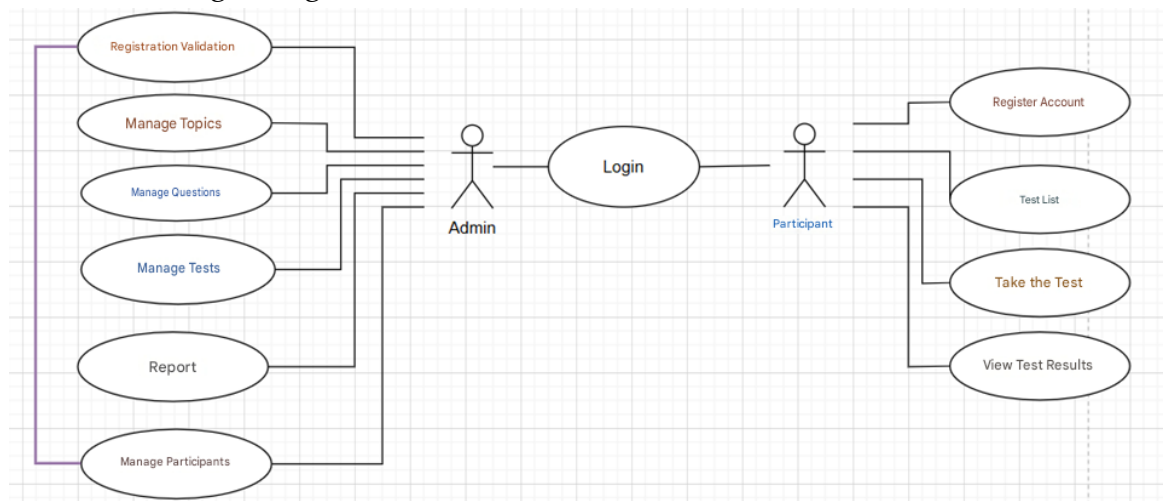 Registration Validation
Manage Topics
Manage Questions
Manage Tests
Report
Manage Participants
Admin
Login
Participant
Register Account
Test List
Take the Test
View Test Results